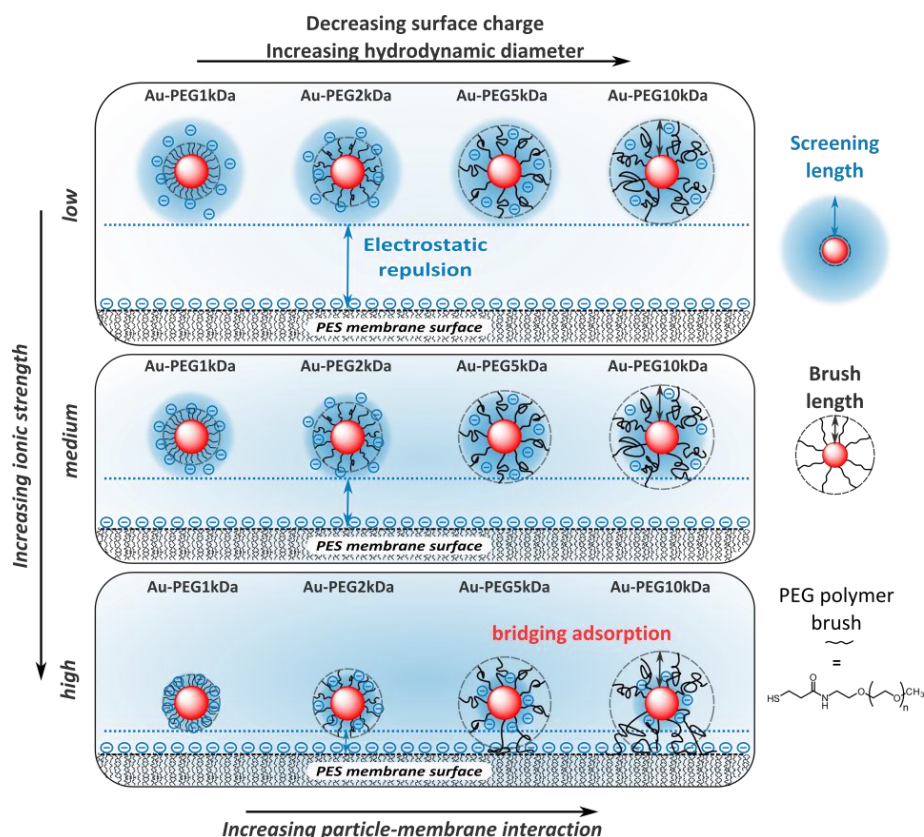 Decreasing surface charge
Increasing hydrodynamic diameter
Au-PEG1kDa Au-PEG2kDa Au-PEG5kDa Au-PEG10kDa
low
Electrostatic
repulsion
PES membrane surface
Screening
length
Increasing ionic strength
Au-PEG1kDa Au-PEG2kDa Au-PEG5kDa Au-PEG10kDa
medium
PES membrane surface
Brush
length
Au-PEG1kDa Au-PEG2kDa Au-PEG5kDa Au-PEG10kDa
high
bridging adsorption
PES membrane surface
PEG polymer
brush
=
HS O N H O O n CH3
Increasing particle-membrane interaction